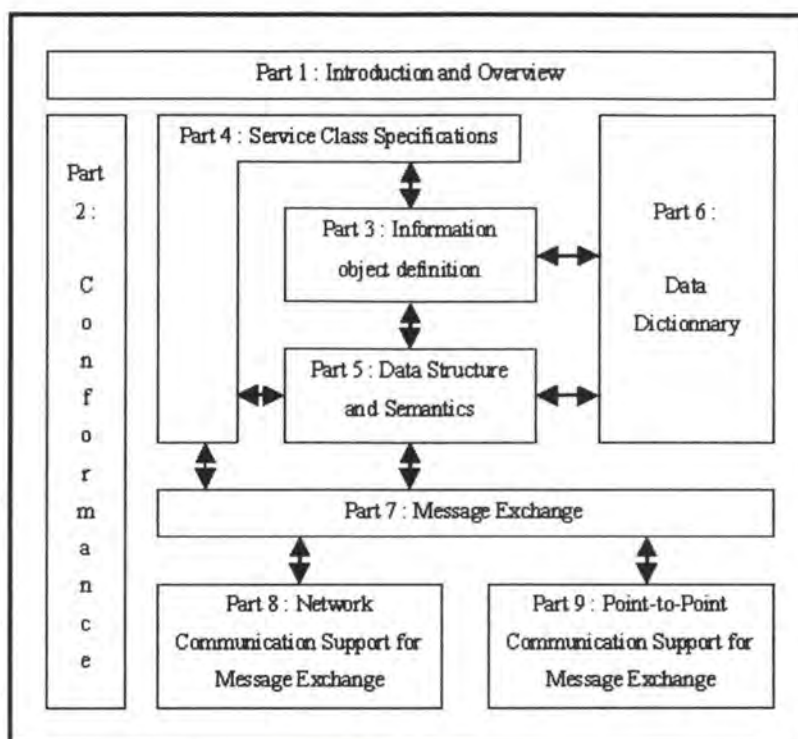 Part 1 : Introduction and Overview
Part
2 :
C
o
n
f
o
r
m
a
n
c
e
Part 4 : Service Class Specifications
Part 3 : Information
object definition
Part 6 :
Data
Dictionnary
Part 5 : Data Structure
and Semantics
Part 7 : Message Exchange
Part 8 : Network
Communication Support for
Message Exchange
Part 9 : Point-to-Point
Communication Support for
Message Exchange